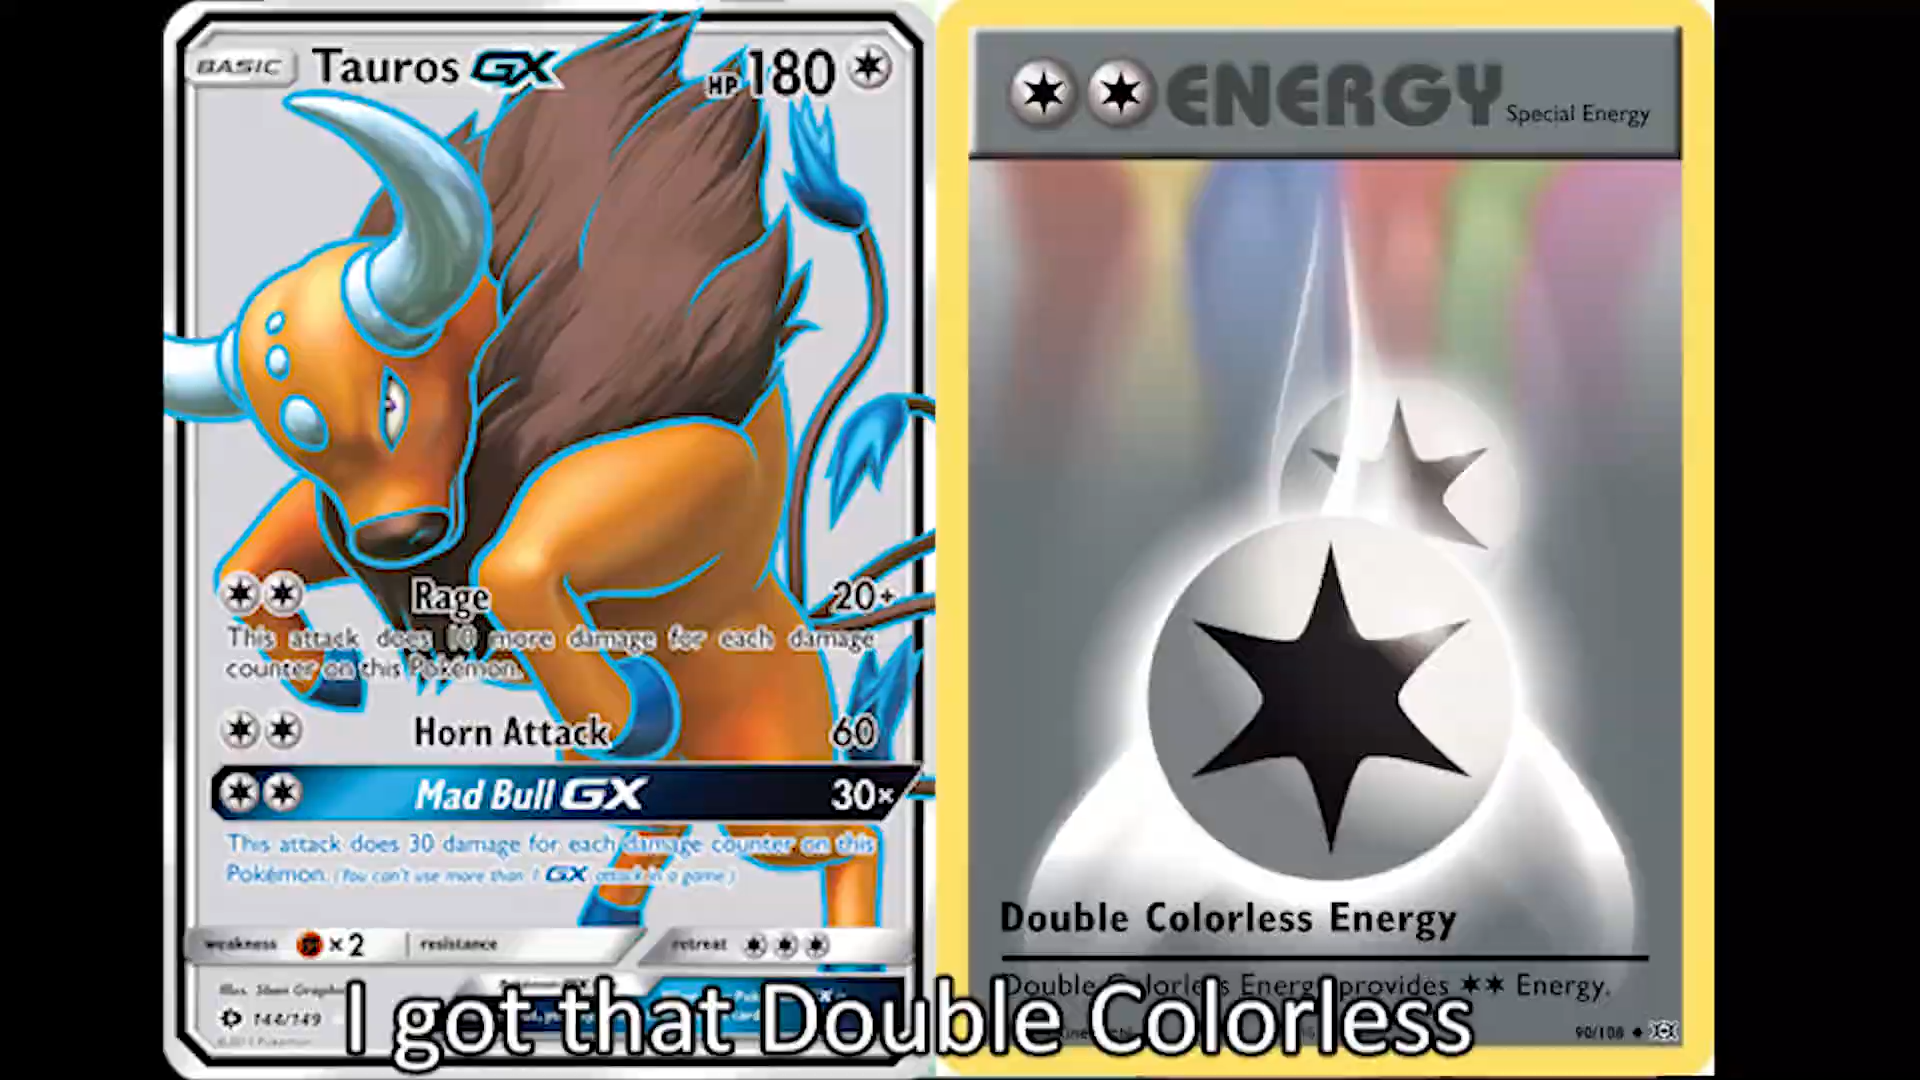 BASIC Tauros GX HP 180
Rage 20+
This attack does 10 more damage for each damage
counter on this Pokémon.
Horn Attack 60
Mad Bull GX 30×
This attack does 30 damage for each damage counter on this
Pokémon. (You can't use more than 1 GX attack in a game.)
weakness ×2 resistance retreat
144/149
ENERGY Special Energy
Double Colorless Energy
Double Colorless Energy provides Energy.
90/108
I got that Double Colorless